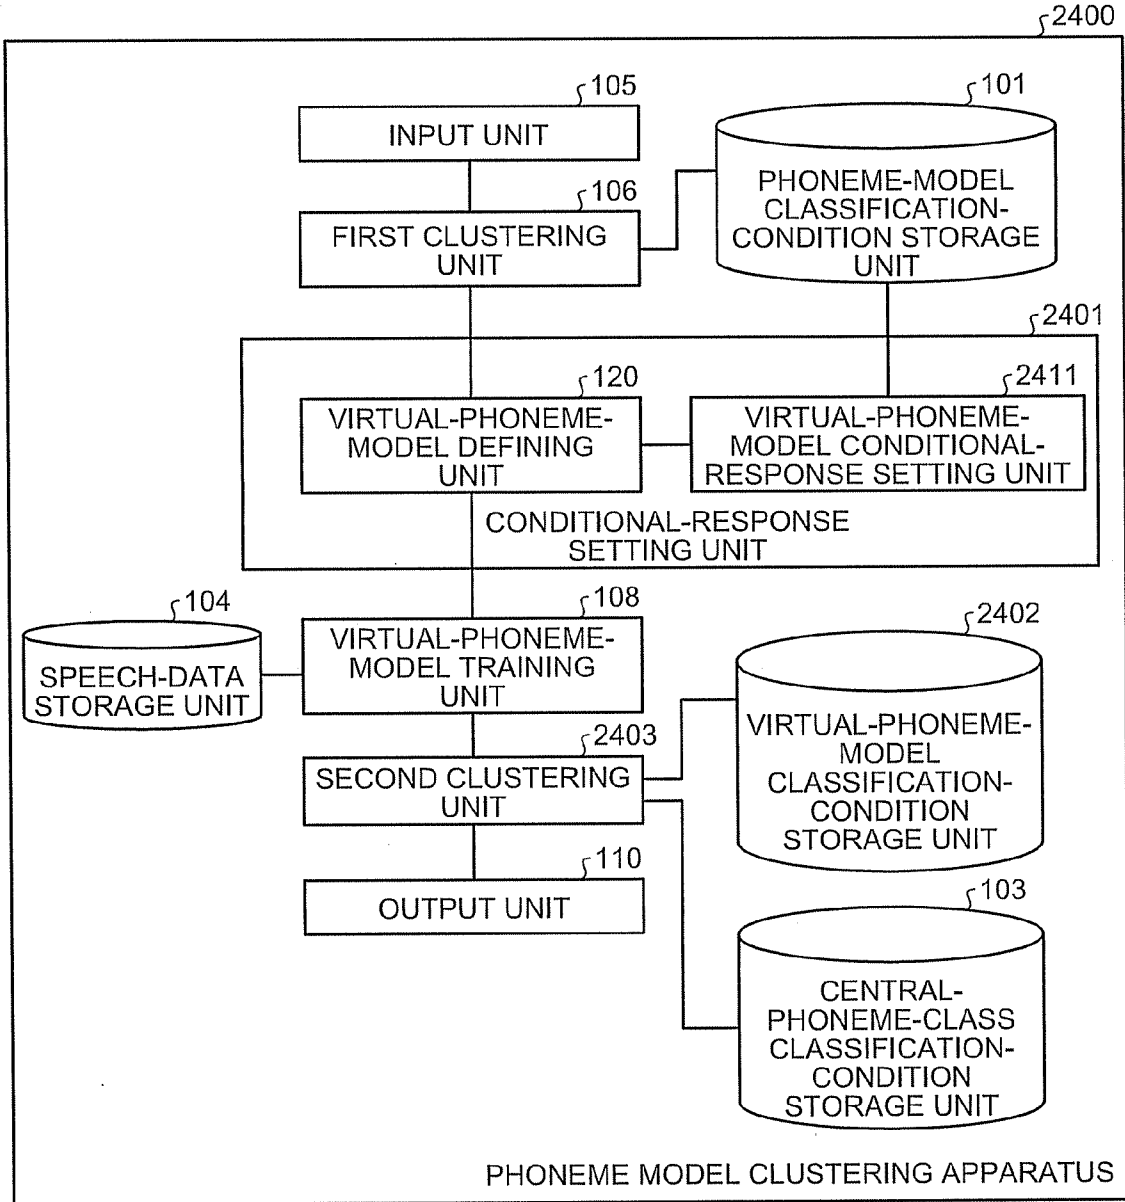 2400
105
INPUT UNIT
101
PHONEME-MODEL
CLASSIFICATION-
CONDITION STORAGE
UNIT
106
FIRST CLUSTERING
UNIT
2401
120
VIRTUAL-PHONEME-
MODEL DEFINING
UNIT
2411
VIRTUAL-PHONEME-
MODEL CONDITIONAL-
RESPONSE SETTING UNIT
CONDITIONAL-RESPONSE
SETTING UNIT
104
SPEECH-DATA
STORAGE UNIT
108
VIRTUAL-PHONEME-
MODEL TRAINING
UNIT
2402
VIRTUAL-PHONEME-
MODEL
CLASSIFICATION-
CONDITION
STORAGE UNIT
2403
SECOND CLUSTERING
UNIT
110
OUTPUT UNIT
103
CENTRAL-
PHONEME-CLASS
CLASSIFICATION-
CONDITION
STORAGE UNIT
PHONEME MODEL CLUSTERING APPARATUS